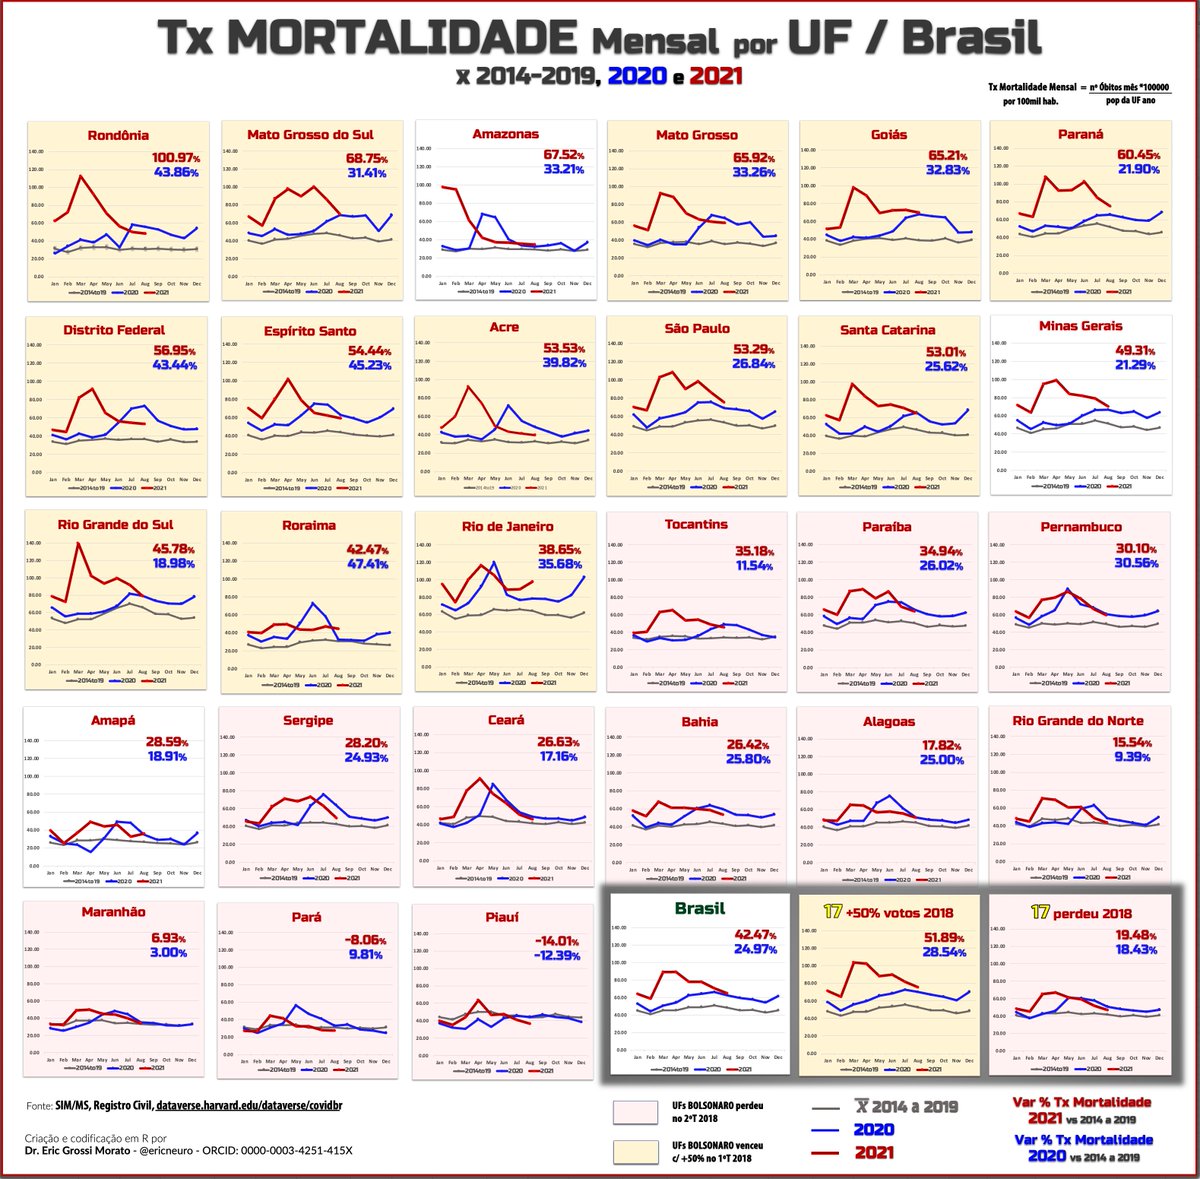 Tx MORTALIDADE Mensal por UF / Brasil
x 2014-2019, 2020 e 2021
Tx Mortalidade Mensal = nº Óbitos mês *100000
por 100mil hab. pop da UF ano
Rondônia
100.97%
43.86%
Mato Grosso do Sul
68.75%
31.41%
Amazonas
67.52%
33.21%
Mato Grosso
65.92%
33.26%
Goiás
65.21%
32.83%
Paraná
60.45%
21.90%
Distrito Federal
56.95%
43.44%
Espírito Santo
54.44%
45.23%
Acre
53.53%
39.82%
São Paulo
53.29%
26.84%
Santa Catarina
53.01%
25.62%
Minas Gerais
49.31%
21.29%
Rio Grande do Sul
45.78%
18.98%
Roraima
42.47%
47.41%
Rio de Janeiro
38.65%
35.68%
Tocantins
35.18%
11.54%
Paraíba
34.94%
26.02%
Pernambuco
30.10%
30.56%
Amapá
28.59%
18.91%
Sergipe
28.20%
24.93%
Ceará
26.63%
17.16%
Bahia
26.42%
25.80%
Alagoas
17.82%
25.00%
Rio Grande do Norte
15.54%
9.39%
Maranhão
6.93%
3.00%
Pará
-8.06%
9.81%
Piauí
-14.01%
-12.39%
Brasil
42.47%
24.97%
17 +50% votos 2018
51.89%
28.54%
17 perdeu 2018
19.48%
18.43%
140.00
120.00
100.00
80.00
60.00
40.00
20.00
0.00
Jan Feb Mar Apr May Jun Jul Aug Sep Oct Nov Dec
2014to19 2020 2021
Fonte: SIM/MS, Registro Civil, dataverse.harvard.edu/dataverse/covidbr
Criação e codificação em R por
Dr. Eric Grossi Morato - @ericneuro - ORCID: 0000-0003-4251-415X
UFs BOLSONARO perdeu
no 2ºT 2018
UFs BOLSONARO venceu
c/ +50% no 1ºT 2018
X̅ 2014 a 2019
2020
2021
Var % Tx Mortalidade
2021 vs 2014 a 2019
Var % Tx Mortalidade
2020 vs 2014 a 2019